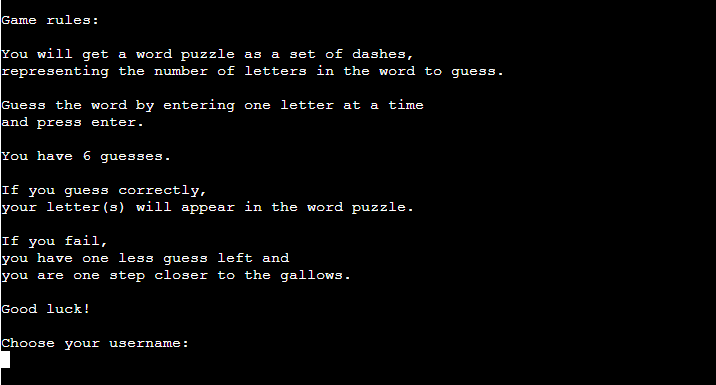 Game rules:
You will get a word puzzle as a set of dashes,
representing the number of letters in the word to guess.
Guess the word by entering one letter at a time
and press enter.
You have 6 guesses.
If you guess correctly,
your letter(s) will appear in the word puzzle.
If you fail,
you have one less guess left and
you are one step closer to the gallows.
Good luck!
Choose your username: